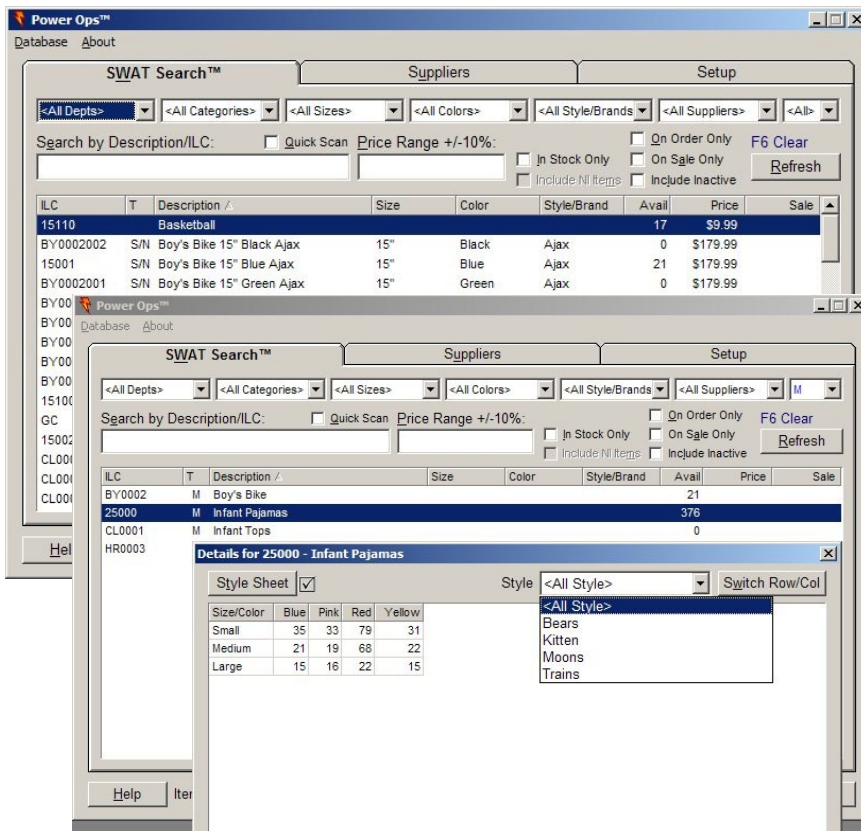 Power Ops™
Database About
SWAT Search™ Suppliers Setup
<All Depts> <All Categories> <All Sizes> <All Colors> <All Style/Brands <All Suppliers> <All>
Search by Description/ILC: Quick Scan Price Range +/-10%: In Stock Only On Order Only F6 Clear
Include NI Items On Sale Only Refresh
Include Inactive
ILC T Description Size Color Style/Brand Avail Price Sale
15110 Basketball 17 $9.99
BY0002002 S/N Boy's Bike 15" Black Ajax 15" Black Ajax 0 $179.99
15001 S/N Boy's Bike 15" Blue Ajax 15" Blue Ajax 21 $179.99
BY0002001 S/N Boy's Bike 15" Green Ajax 15" Green Ajax 0 $179.99
BY00
BY00
BY00
BY00
BY00
1510
GC
15002
CL00
CL00
CL00
Hel
Power Ops™
Database About
SWAT Search™ Suppliers Setup
<All Depts> <All Categories> <All Sizes> <All Colors> <All Style/Brands <All Suppliers> M
Search by Description/ILC: Quick Scan Price Range +/-10%: In Stock Only On Order Only F6 Clear
Include NI Items On Sale Only Refresh
Include Inactive
ILC T Description Size Color Style/Brand Avail Price Sale
BY0002 M Boy's Bike 21
25000 M Infant Pajamas 376
CL0001 M Infant Tops 0
HR0003
Details for 25000 - Infant Pajamas
Style Sheet Style <All Style> Switch Row/Col
<All Style>
Bears
Kitten
Moons
Trains
Size/Color Blue Pink Red Yellow
Small 35 33 79 31
Medium 21 19 68 22
Large 15 16 22 15
Help Iter